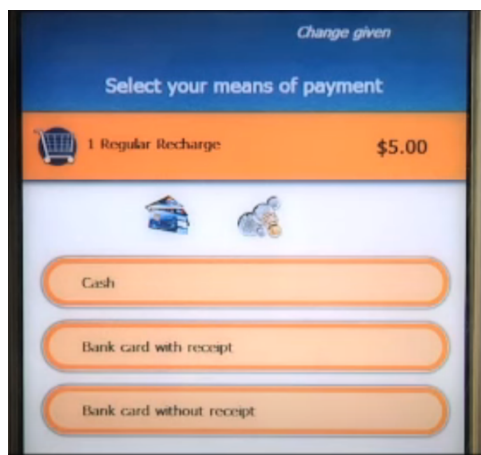 Change given
Select your means of payment
1 Regular Recharge
$5.00
Cash
Bank card with receipt
Bank card without receipt